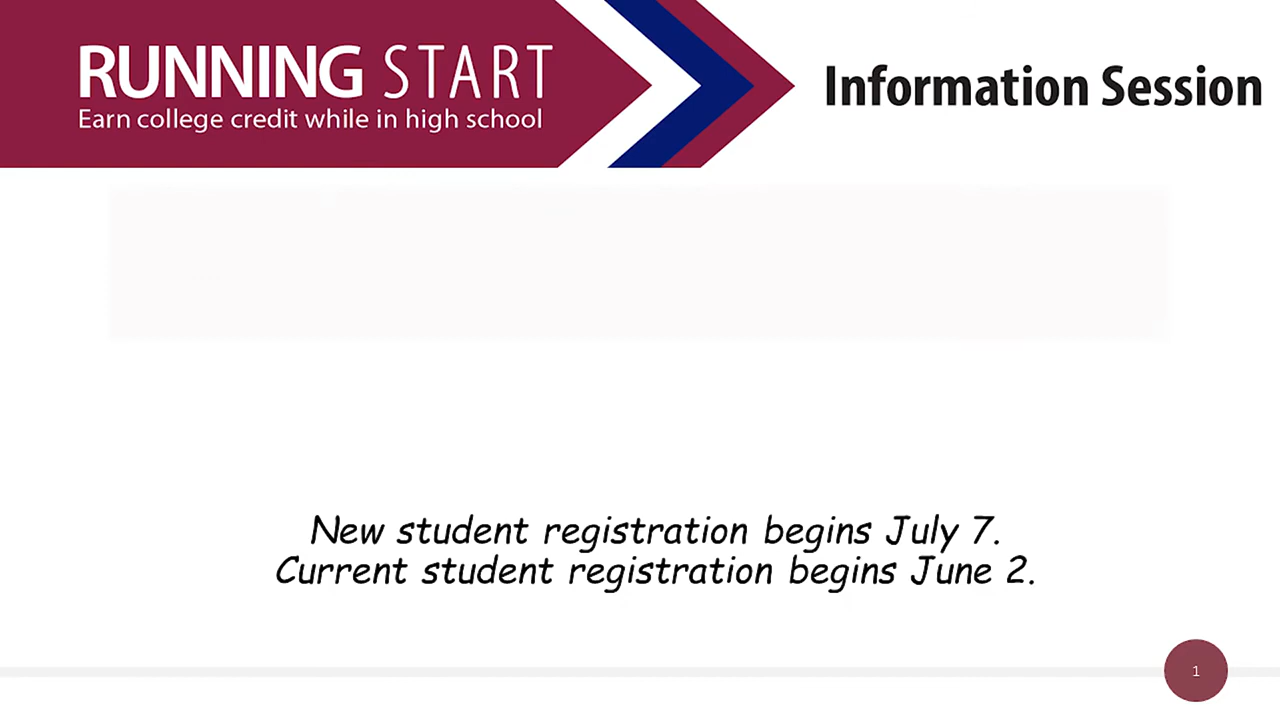 RUNNING START
Earn college credit while in high school
Information Session
New student registration begins July 7.
Current student registration begins June 2.
1